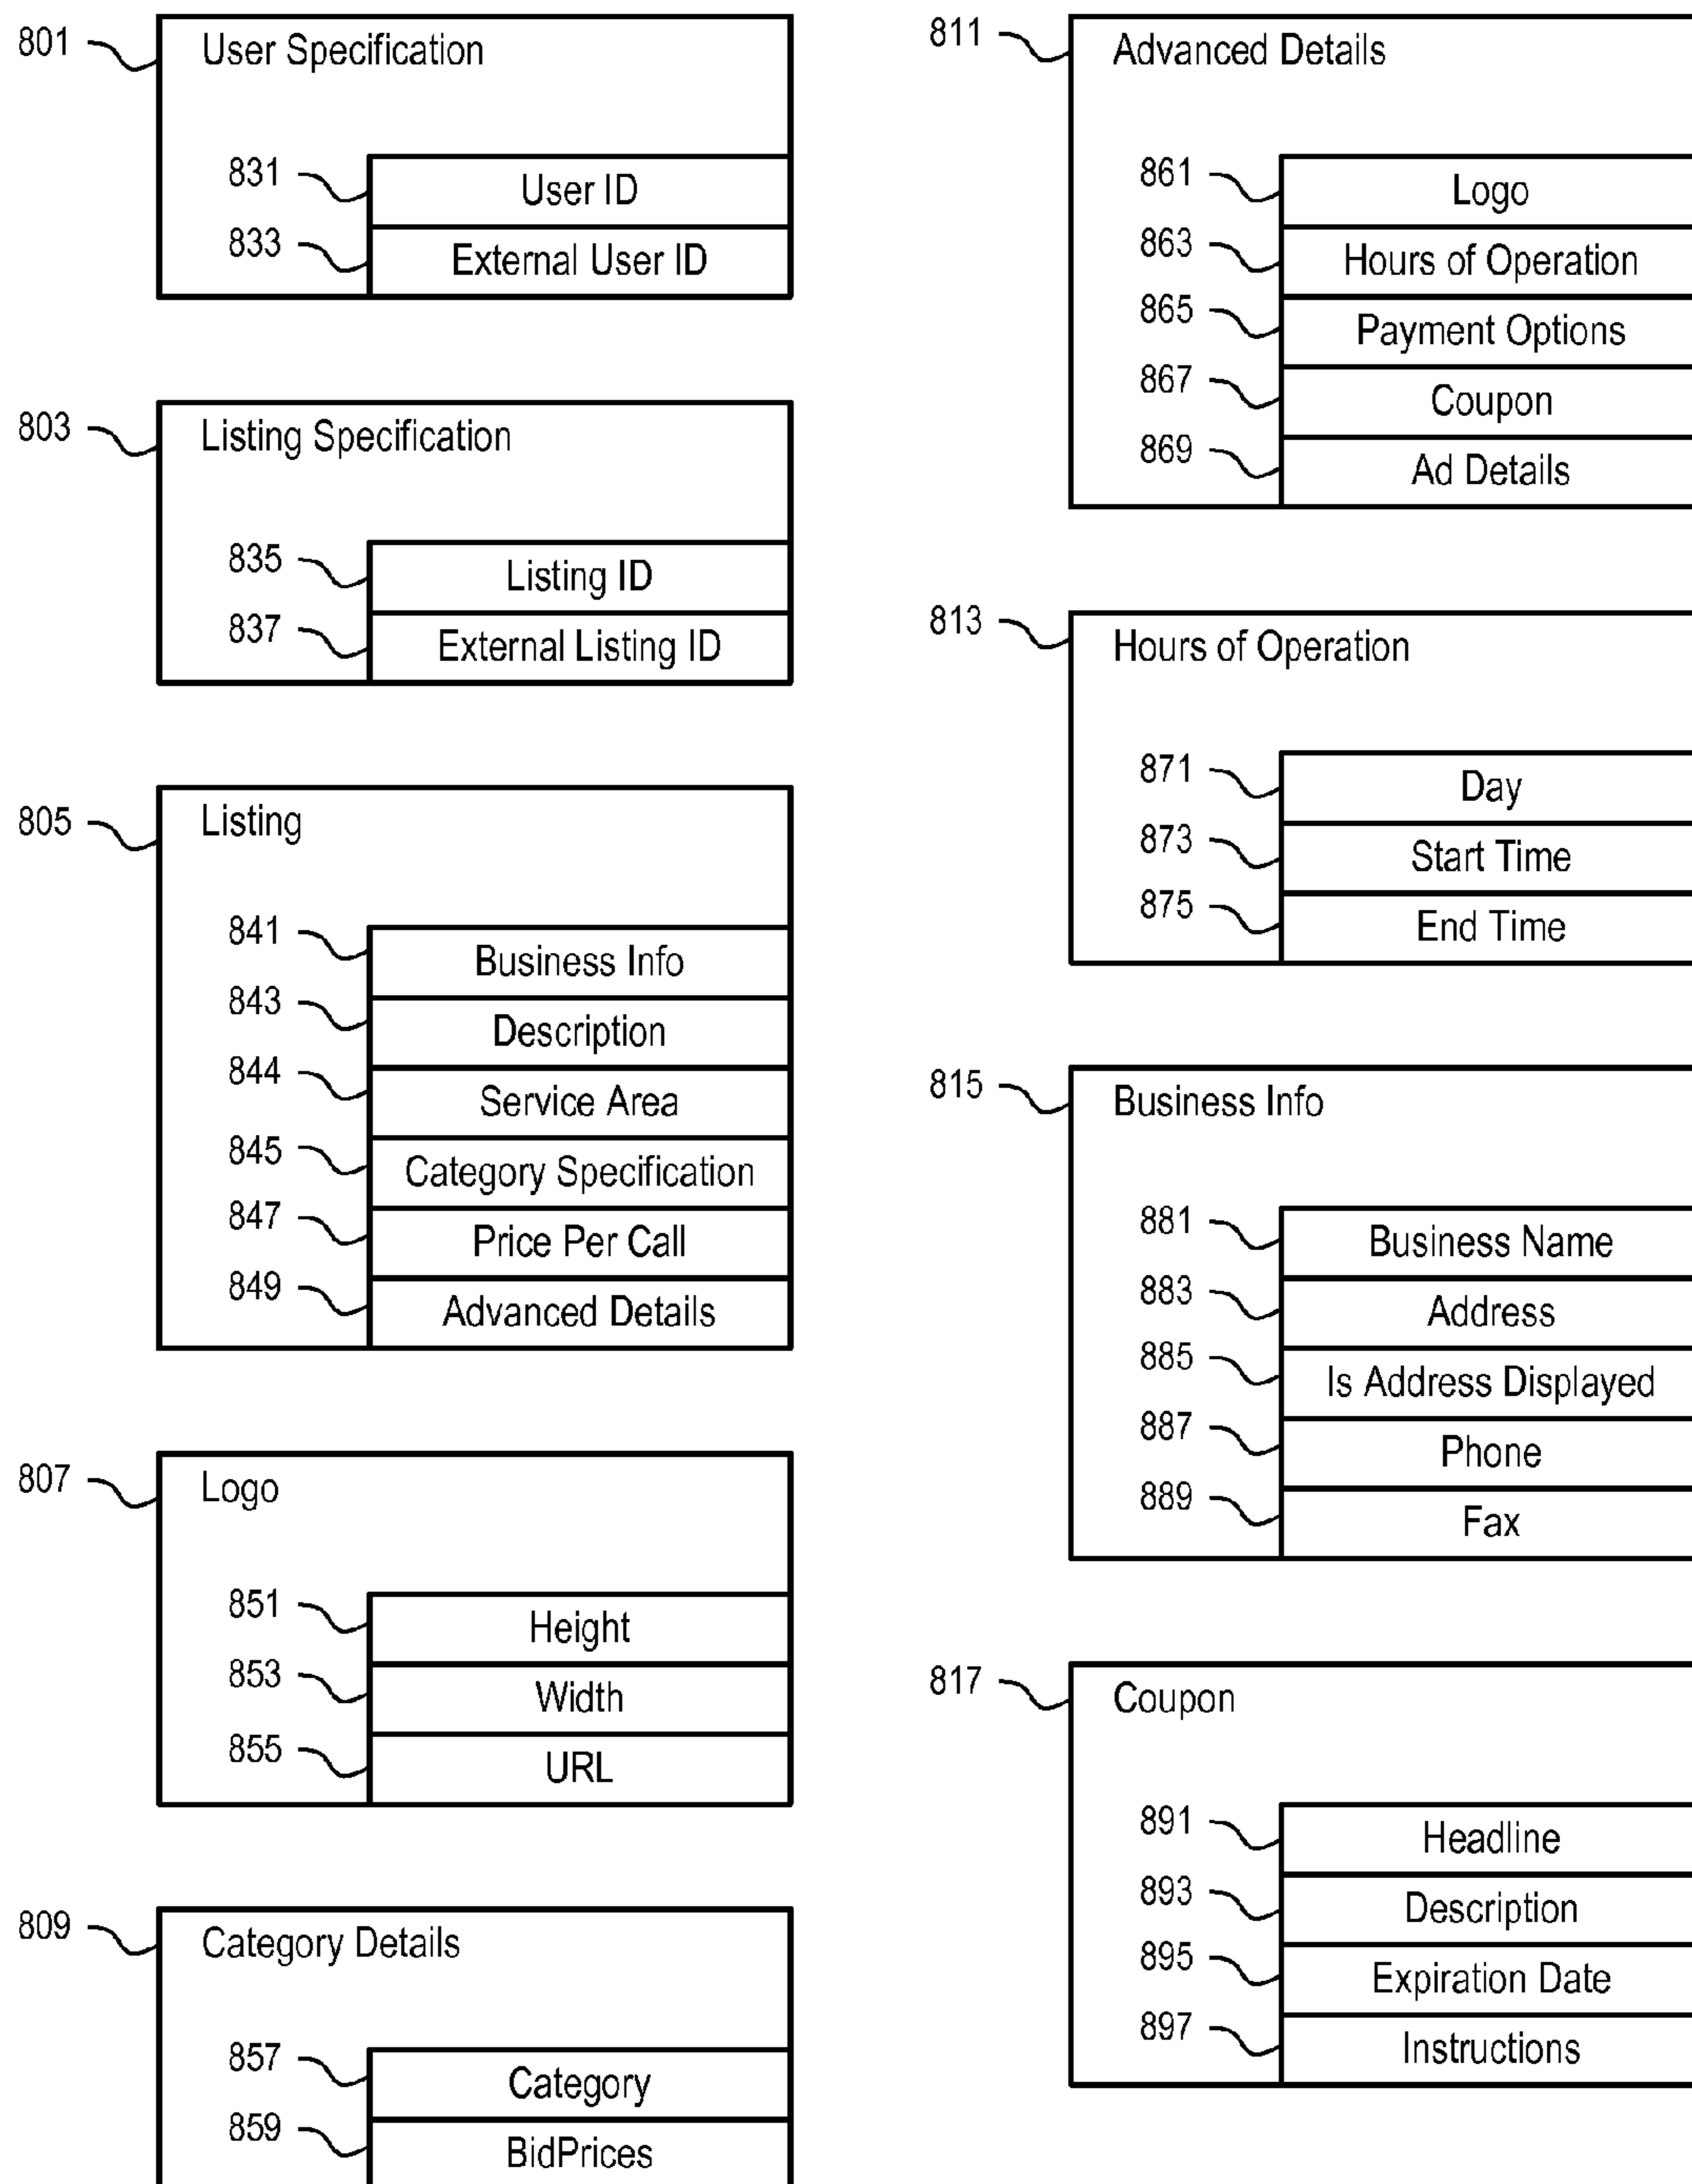 801 User Specification
831 User ID
833 External User ID
803 Listing Specification
835 Listing ID
837 External Listing ID
805 Listing
841 Business Info
843 Description
844 Service Area
845 Category Specification
847 Price Per Call
849 Advanced Details
807 Logo
851 Height
853 Width
855 URL
809 Category Details
857 Category
859 BidPrices
811 Advanced Details
861 Logo
863 Hours of Operation
865 Payment Options
867 Coupon
869 Ad Details
813 Hours of Operation
871 Day
873 Start Time
875 End Time
815 Business Info
881 Business Name
883 Address
885 Is Address Displayed
887 Phone
889 Fax
817 Coupon
891 Headline
893 Description
895 Expiration Date
897 Instructions